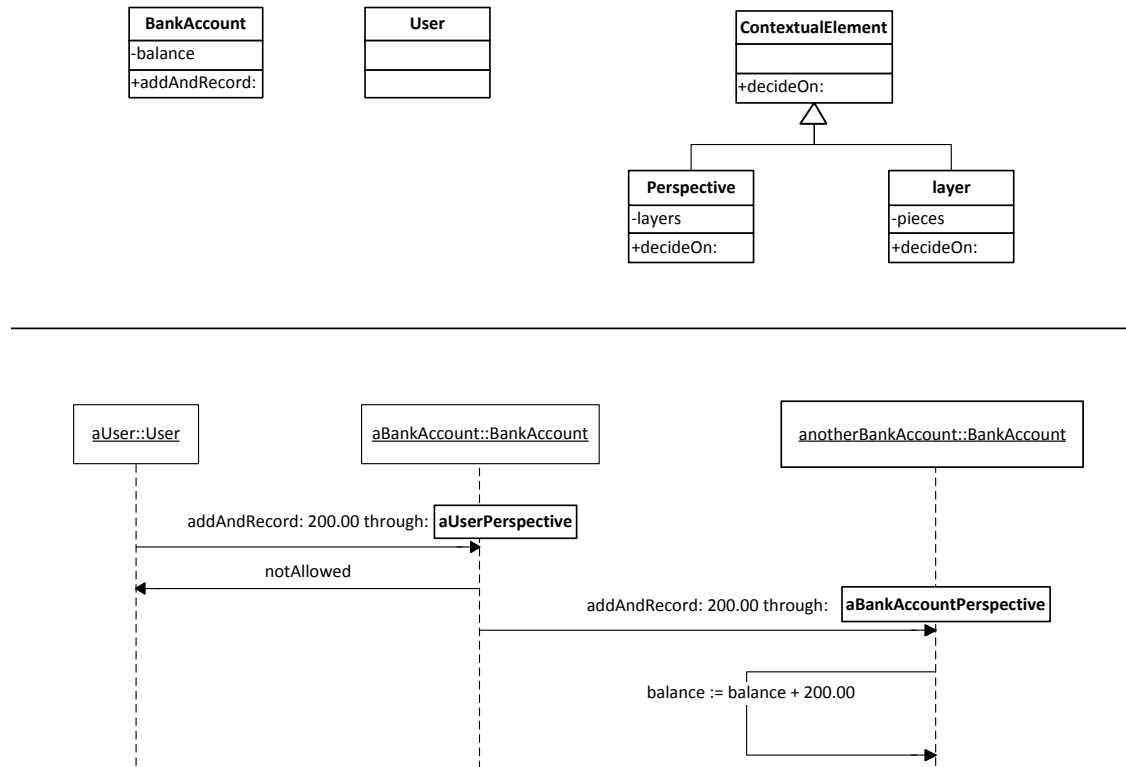 BankAccount
-balance
+addAndRecord:
User
ContextualElement
+decideOn:
Perspective
-layers
+decideOn:
layer
-pieces
+decideOn:
aUser::User
aBankAccount::BankAccount
anotherBankAccount::BankAccount
addAndRecord: 200.00 through: aUserPerspective
notAllowed
addAndRecord: 200.00 through: aBankAccountPerspective
balance := balance + 200.00